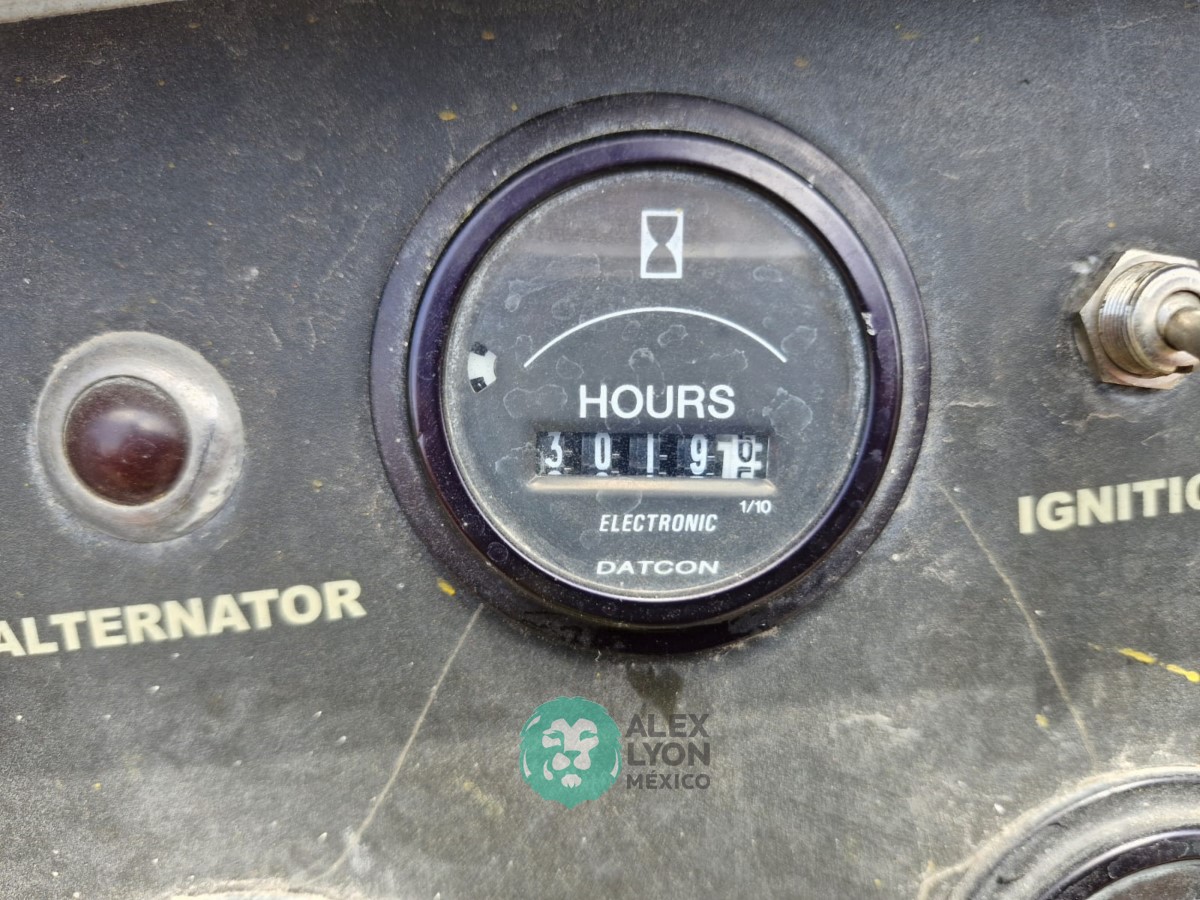 HOURS
3019
1/10
ELECTRONIC
DATCON
IGNITIO
ALTERNATOR
ALEX
LYON
MÉXICO